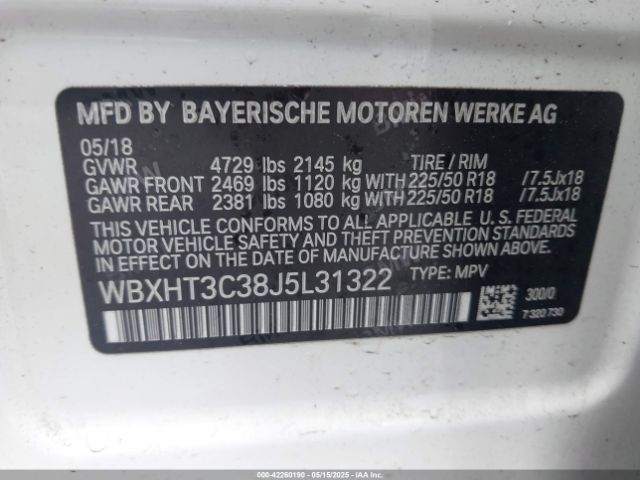 MFD BY BAYERISCHE MOTOREN WERKE AG
05/18
GVWR 4729 lbs 2145 kg TIRE / RIM
GAWR FRONT 2469 lbs 1120 kg WITH 225/50 R18 /7.5Jx18
GAWR REAR 2381 lbs 1080 kg WITH 225/50 R18 /7.5Jx18
THIS VEHICLE CONFORMS TO ALL APPLICABLE U. S. FEDERAL
MOTOR VEHICLE SAFETY AND THEFT PREVENTION STANDARDS
IN EFFECT ON THE DATE OF MANUFACTURE SHOWN ABOVE.
WBXHT3C38J5L31322 TYPE: MPV
300/0
7 320 730
000-42260190 - 05/15/2025 - IAAI.COM